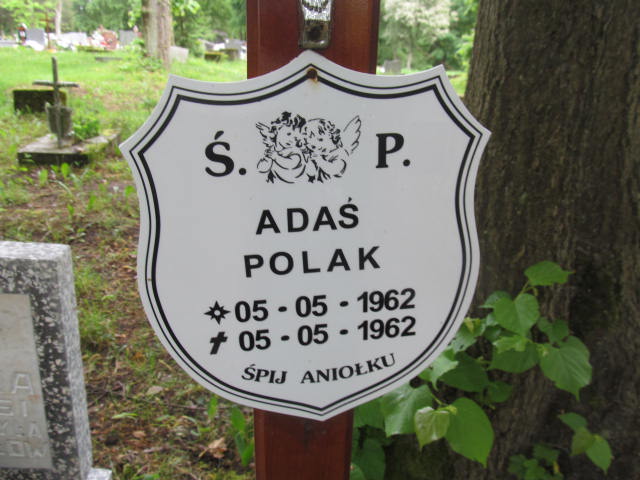 Ś. P.
ADAŚ
POLAK
05 - 05 - 1962
05 - 05 - 1962
ŚPIJ ANIOŁKU